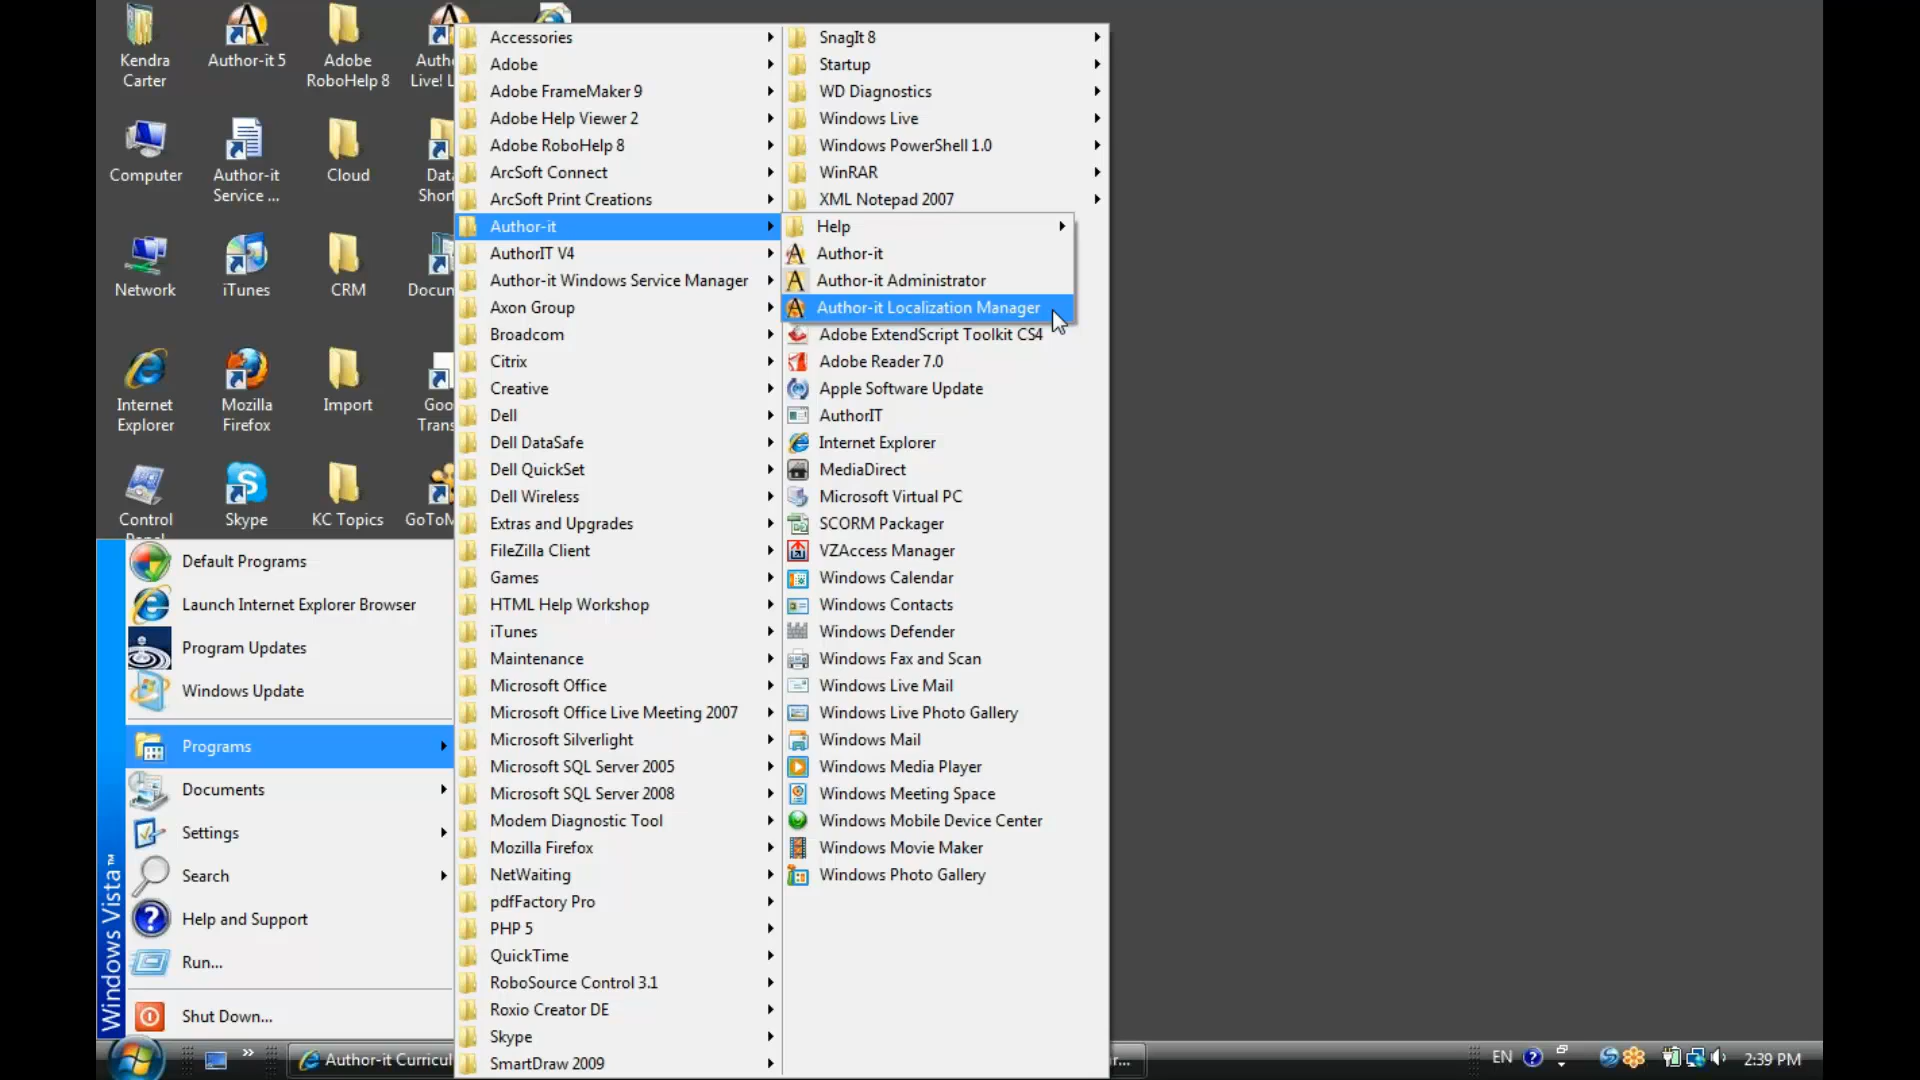 Kendra
Carter
Author-it 5
Adobe
RoboHelp 8
Live! L
Computer
Author-it
Service ...
Cloud
Network
iTunes
CRM
Internet
Explorer
Mozilla
Firefox
Import
Control
Skype
KC Topics
Default Programs
Launch Internet Explorer Browser
Program Updates
Windows Update
Programs
Documents
Settings
Search
Help and Support
Run...
Shut Down...
Windows Vista™
Accessories
Adobe
Adobe FrameMaker 9
Adobe Help Viewer 2
Adobe RoboHelp 8
ArcSoft Connect
ArcSoft Print Creations
Author-it
AuthorIT V4
Author-it Windows Service Manager
Axon Group
Broadcom
Citrix
Creative
Dell
Dell DataSafe
Dell QuickSet
Dell Wireless
Extras and Upgrades
FileZilla Client
Games
HTML Help Workshop
iTunes
Maintenance
Microsoft Office
Microsoft Office Live Meeting 2007
Microsoft Silverlight
Microsoft SQL Server 2005
Microsoft SQL Server 2008
Modem Diagnostic Tool
Mozilla Firefox
NetWaiting
pdfFactory Pro
PHP 5
QuickTime
RoboSource Control 3.1
Roxio Creator DE
Skype
SmartDraw 2009
SnagIt 8
Startup
WD Diagnostics
Windows Live
Windows PowerShell 1.0
WinRAR
XML Notepad 2007
Help
Author-it
Author-it Administrator
Author-it Localization Manager
Adobe ExtendScript Toolkit CS4
Adobe Reader 7.0
Apple Software Update
AuthorIT
Internet Explorer
MediaDirect
Microsoft Virtual PC
SCORM Packager
VZAccess Manager
Windows Calendar
Windows Contacts
Windows Defender
Windows Fax and Scan
Windows Live Mail
Windows Live Photo Gallery
Windows Mail
Windows Media Player
Windows Meeting Space
Windows Mobile Device Center
Windows Movie Maker
Windows Photo Gallery
Author-it Curricul
EN
2:39 PM